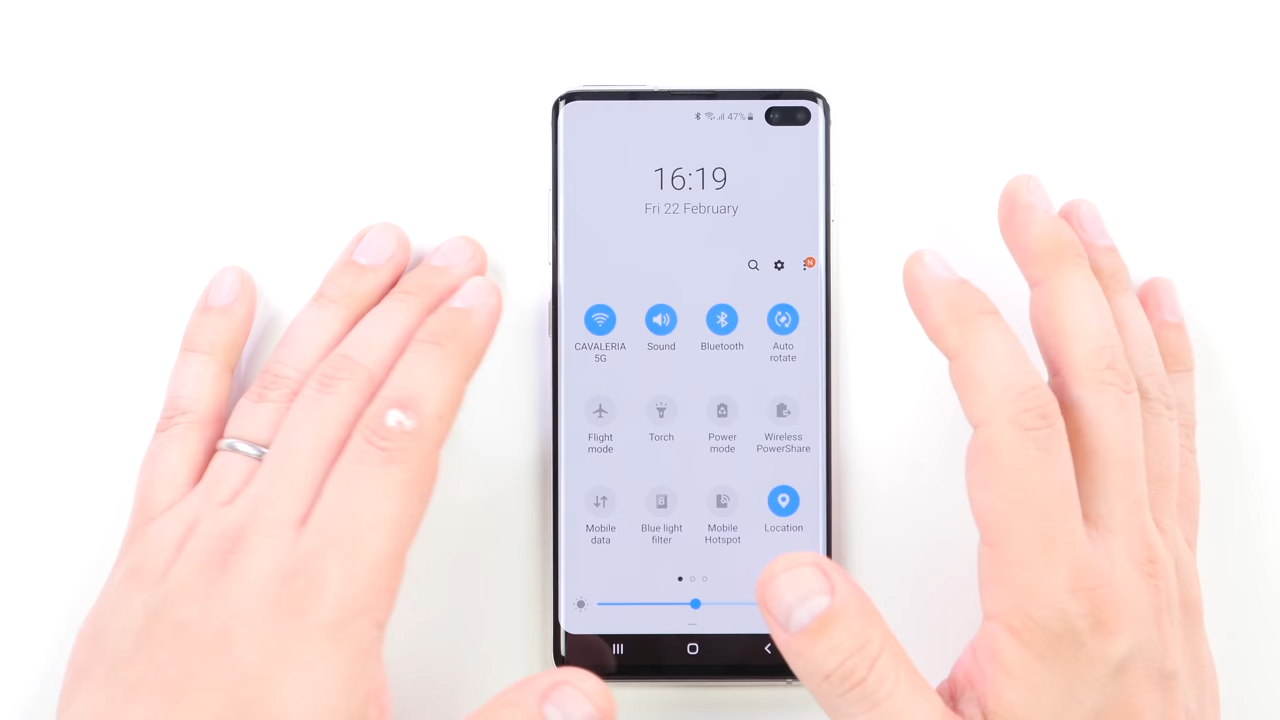 47%
16:19
Fri 22 February
N
CAVALERIA Sound Bluetooth Auto
5G rotate
Flight Torch Power Wireless
mode mode PowerShare
Mobile Blue light Mobile Location
data filter Hotspot
B